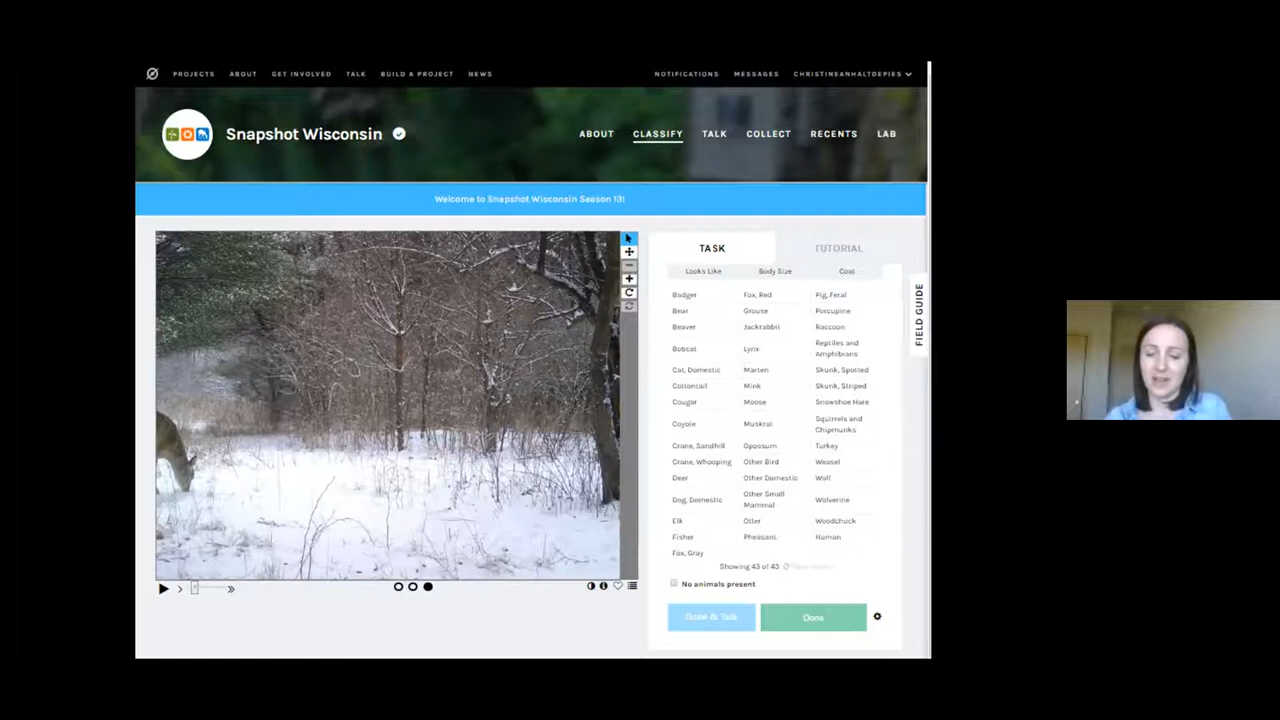 PROJECTS ABOUT GET INVOLVED TALK BUILD A PROJECT NEWS NOTIFICATIONS MESSAGES CHRISTINEANHALTDEPIES
Snapshot Wisconsin ABOUT CLASSIFY TALK COLLECT RECENTS LAB
Welcome to Snapshot Wisconsin Season 13!
TASK TUTORIAL
Looks Like Body Size Coat
FIELD GUIDE
Badger Fox, Red Pig, Feral
Bear Grouse Porcupine
Beaver Jackrabbit Raccoon
Bobcat Lynx Reptiles and
Amphibians
Cat, Domestic Marten Skunk, Spotted
Cottontail Mink Skunk, Striped
Cougar Moose Snowshoe Hare
Coyote Muskrat Squirrels and
Chipmunks
Crane, Sandhill Opossum Turkey
Crane, Whooping Other Bird Weasel
Deer Other Domestic Wolf
Dog, Domestic Other Small
Mammal Wolverine
Elk Otter Woodchuck
Fisher Pheasant Human
Fox, Gray
Showing 43 of 43
No animals present
Done & Talk Done